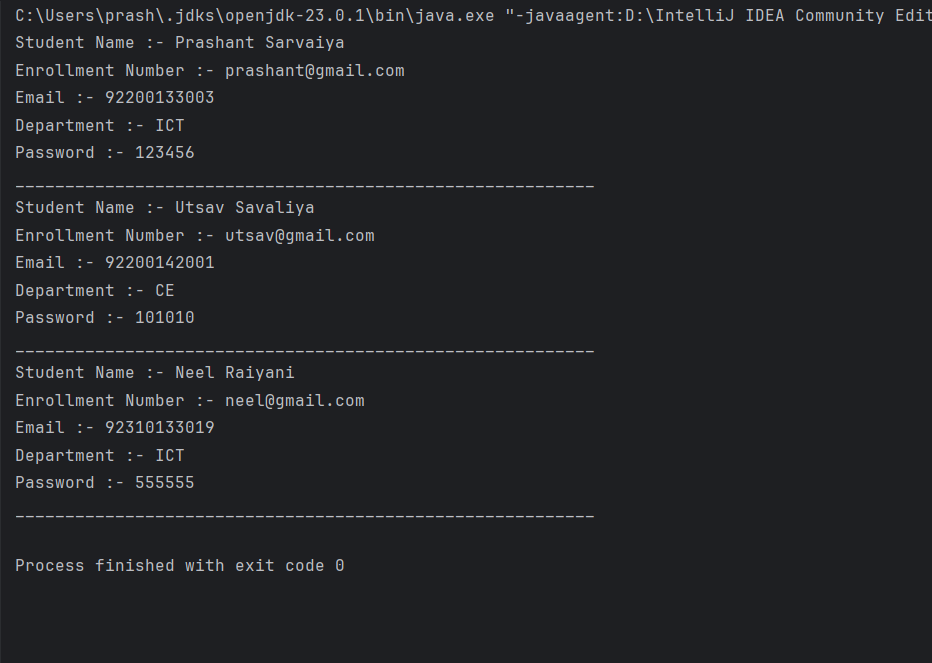 C:\Users\prash\.jdks\openjdk-23.0.1\bin\java.exe "-javaagent:D:\IntelliJ IDEA Community Edit
Student Name :- Prashant Sarvaiya
Enrollment Number :- prashant@gmail.com
Email :- 92200133003
Department :- ICT
Password :- 123456
__________________________________________________________
Student Name :- Utsav Savaliya
Enrollment Number :- utsav@gmail.com
Email :- 92200142001
Department :- CE
Password :- 101010
__________________________________________________________
Student Name :- Neel Raiyani
Enrollment Number :- neel@gmail.com
Email :- 92310133019
Department :- ICT
Password :- 555555
__________________________________________________________
Process finished with exit code 0